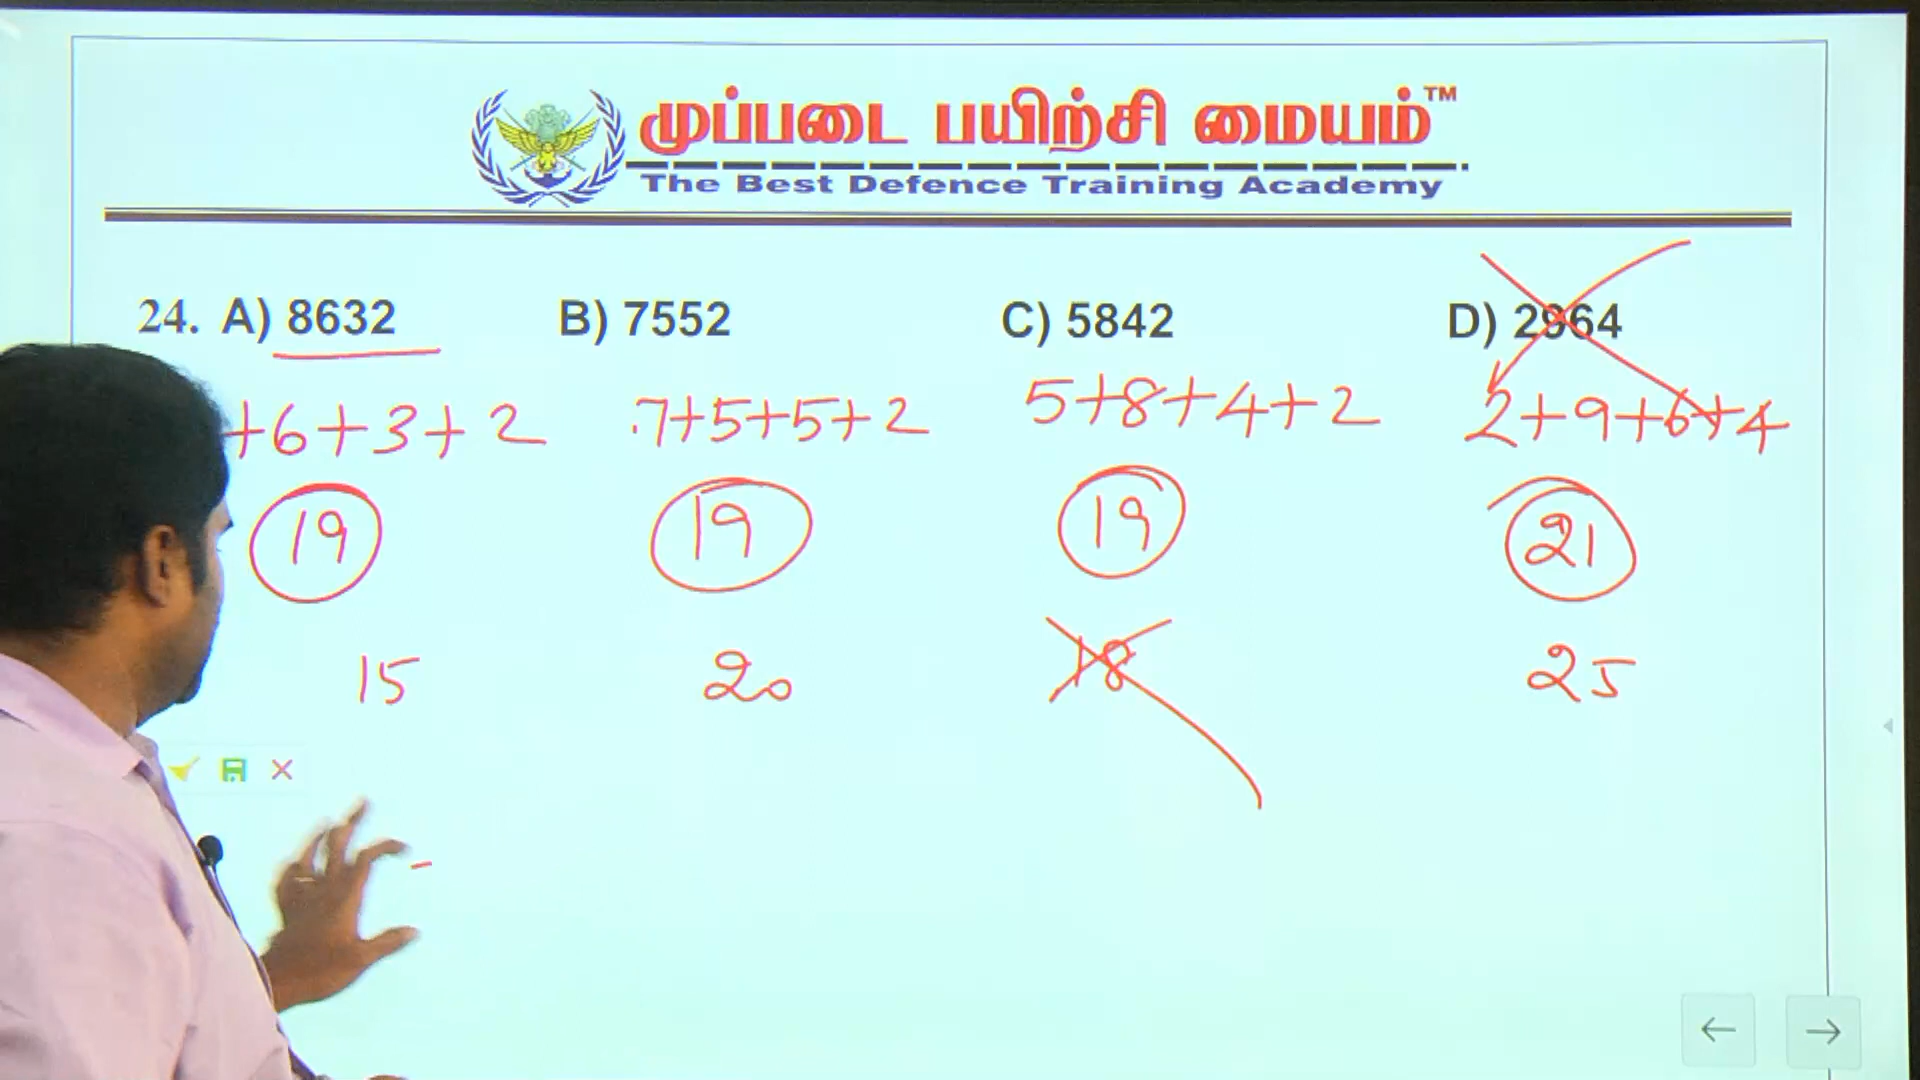 முப்படை பயிற்சி மையம்™
The Best Defence Training Academy
24. A) 8632 B) 7552 C) 5842 D) 2964
+6+3+2 7+5+5+2 5+8+4+2 2+9+6+4
19 19 19 21
15 20 18 25